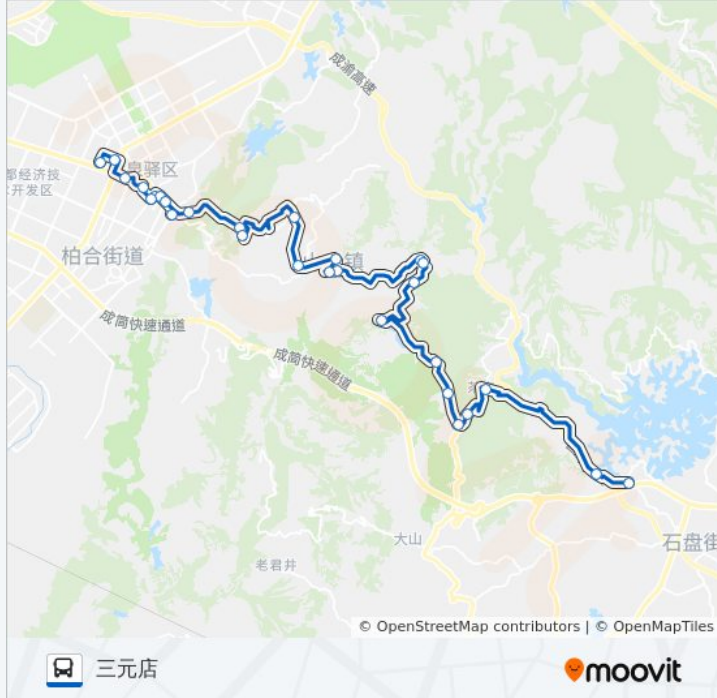 成渝高速
泉驿区
都经济技
术开发区
柏合街道
镇
成简快速通道
成简快速通道
大山
石盘街
老君井
© OpenStreetMap contributors | © OpenMapTiles
三元店
moovit